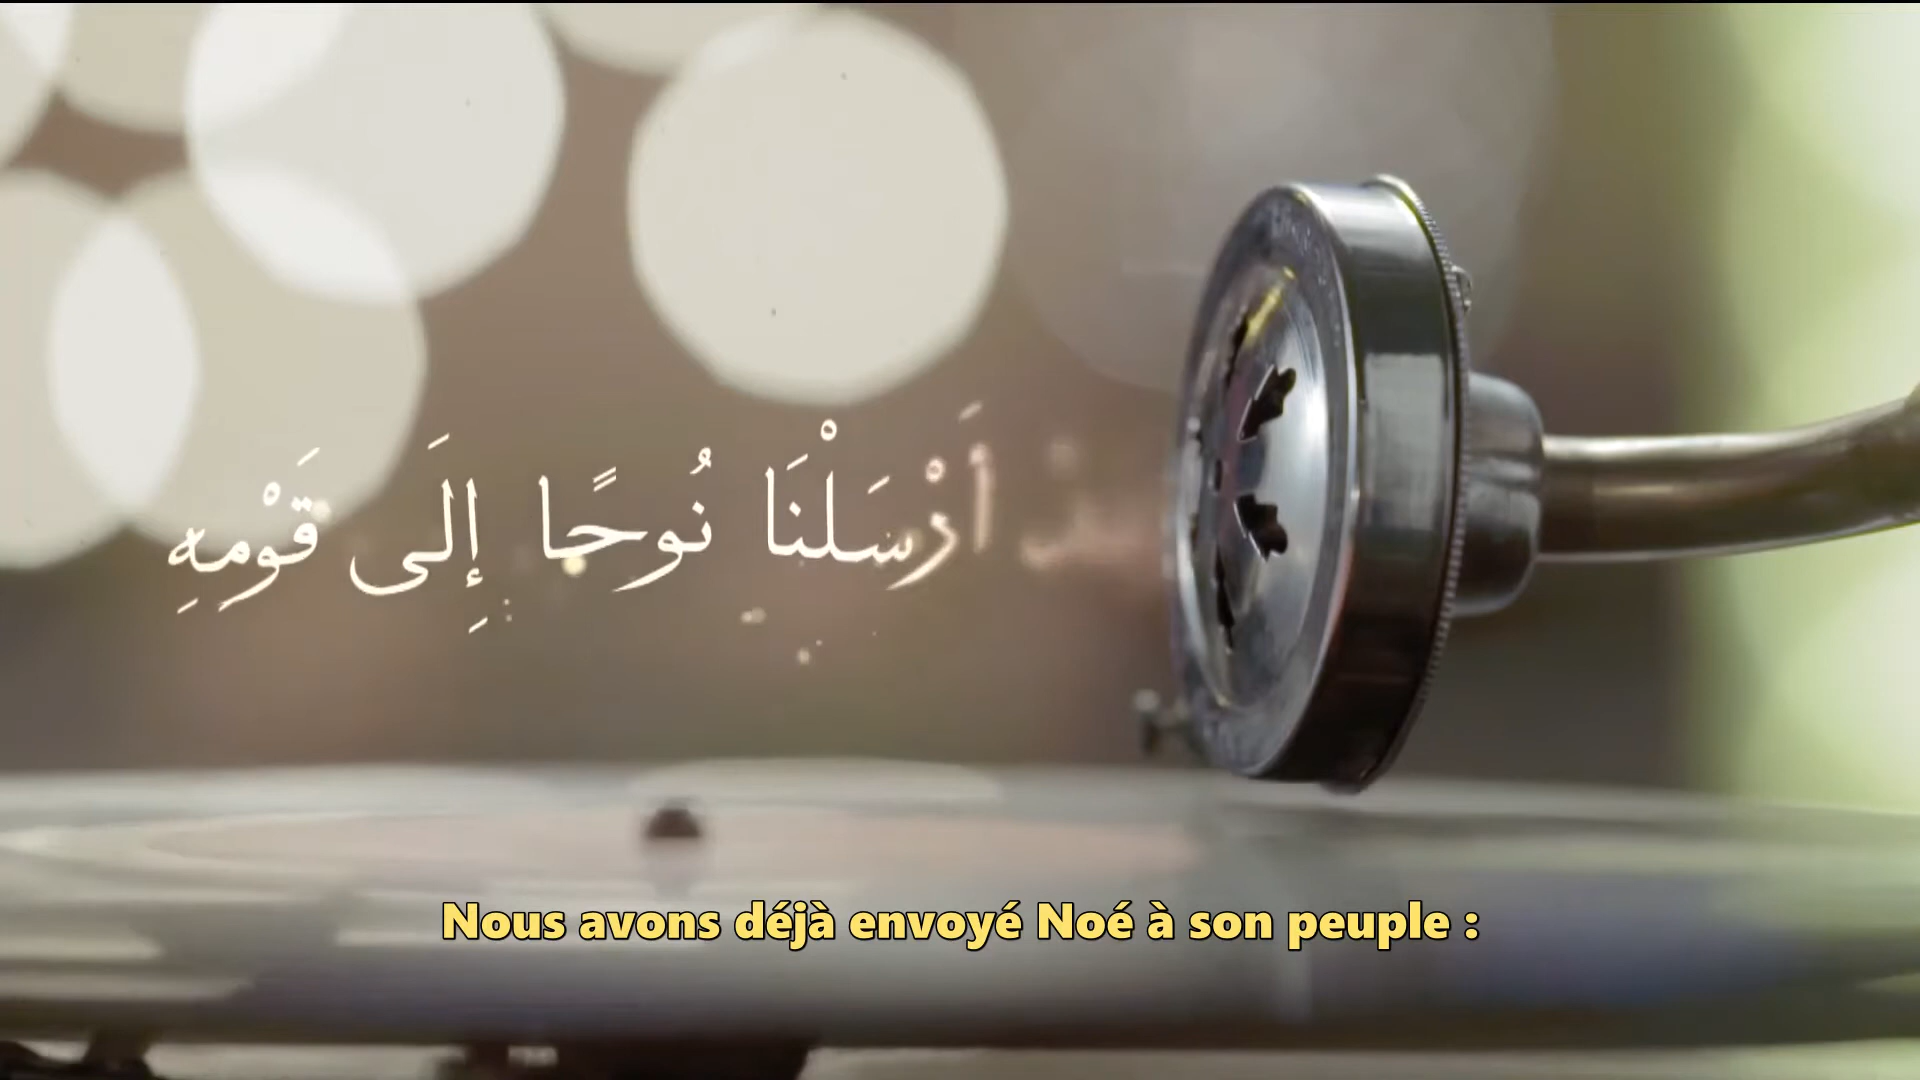 أَرْسَلْنَا نُوحًا إِلَى قَوْمِهِ
Nous avons déjà envoyé Noé à son peuple :